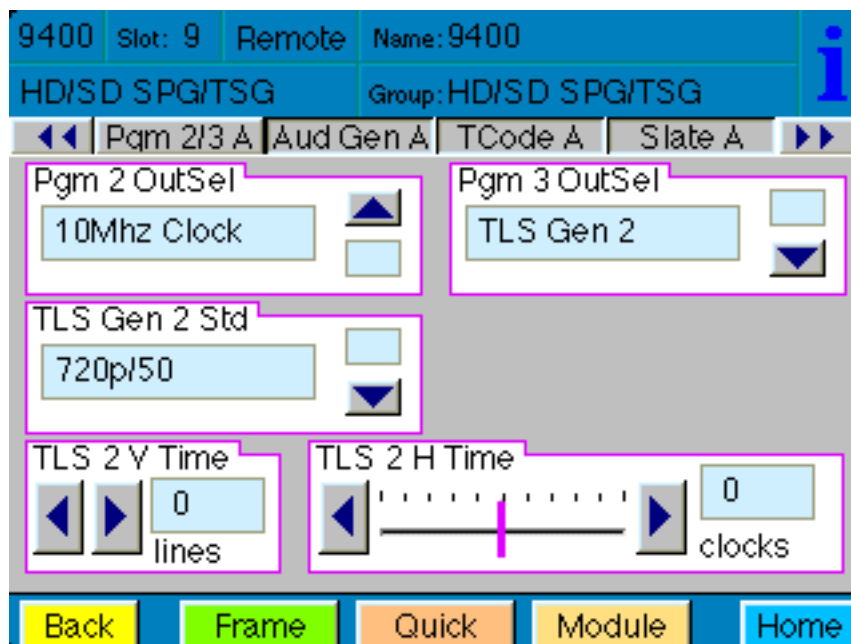 9400 Slot: 9 Remote Name: 9400
HD/SD SPG/TSG Group: HD/SD SPG/TSG
Pgm 2/3 A Aud Gen A TCode A Slate A
Pgm 2 OutSel Pgm 3 OutSel
10Mhz Clock TLS Gen 2
TLS Gen 2 Std
720p/50
TLS 2 V Time TLS 2 H Time
0 0
lines clocks
Back Frame Quick Module Home